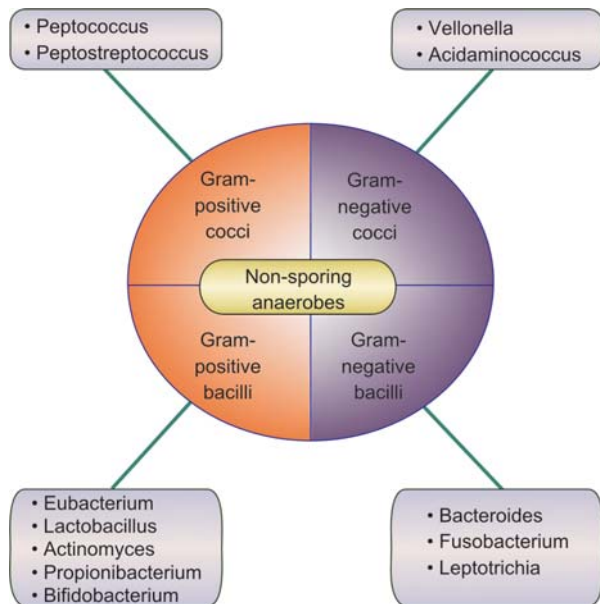 • Peptococcus
• Peptostreptococcus
• Vellonella
• Acidaminococcus
Gram-
positive
cocci
Gram-
negative
cocci
Non-sporing
anaerobes
Gram-
positive
bacilli
Gram-
negative
bacilli
• Eubacterium
• Lactobacillus
• Actinomyces
• Propionibacterium
• Bifidobacterium
• Bacteroides
• Fusobacterium
• Leptotrichia